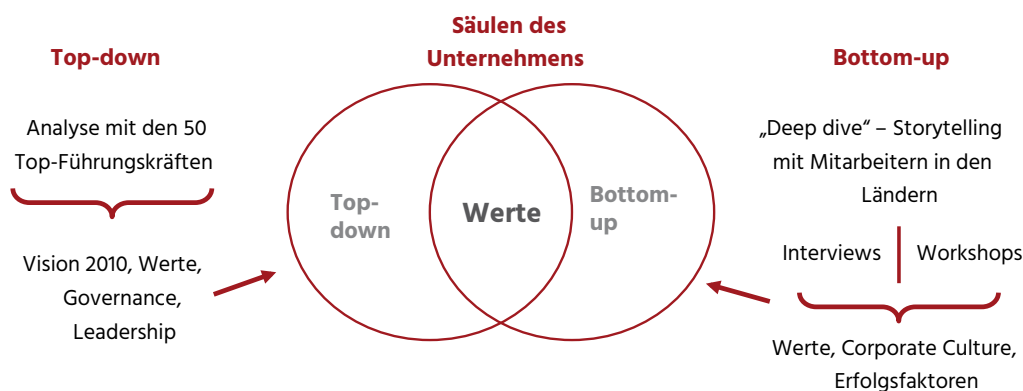 Säulen des
Unternehmens
Top-down
Analyse mit den 50
Top-Führungskräften
Vision 2010, Werte,
Governance,
Leadership
Top-
down
Werte
Bottom-
up
Bottom-up
„Deep dive“ – Storytelling
mit Mitarbeitern in den
Ländern
Interviews
Workshops
Werte, Corporate Culture,
Erfolgsfaktoren